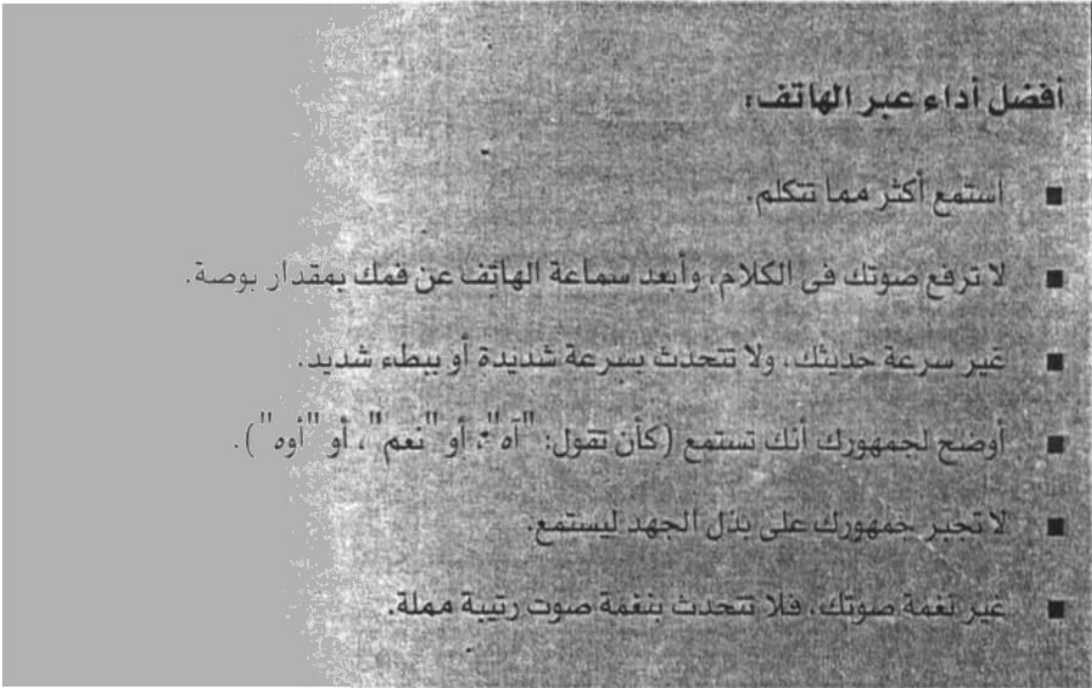 أفضل أداء عبر الهاتف:
■ استمع أكثر مما تتكلم.
■ لا ترفع صوتك فى الكلام، وأبعد سماعة الهاتف عن فمك بمقدار بوصة.
■ غير سرعة حديثك، ولا تتحدث بسرعة شديدة أو ببطء شديد.
■ أوضح لجمهورك أنك تستمع (كأن تقول: "آه"، أو "نعم"، أو "أوه").
■ لا تجبر جمهورك على بذل الجهد ليستمع.
■ غير نغمة صوتك، فلا تتحدث بنغمة صوت رتيبة مملة.